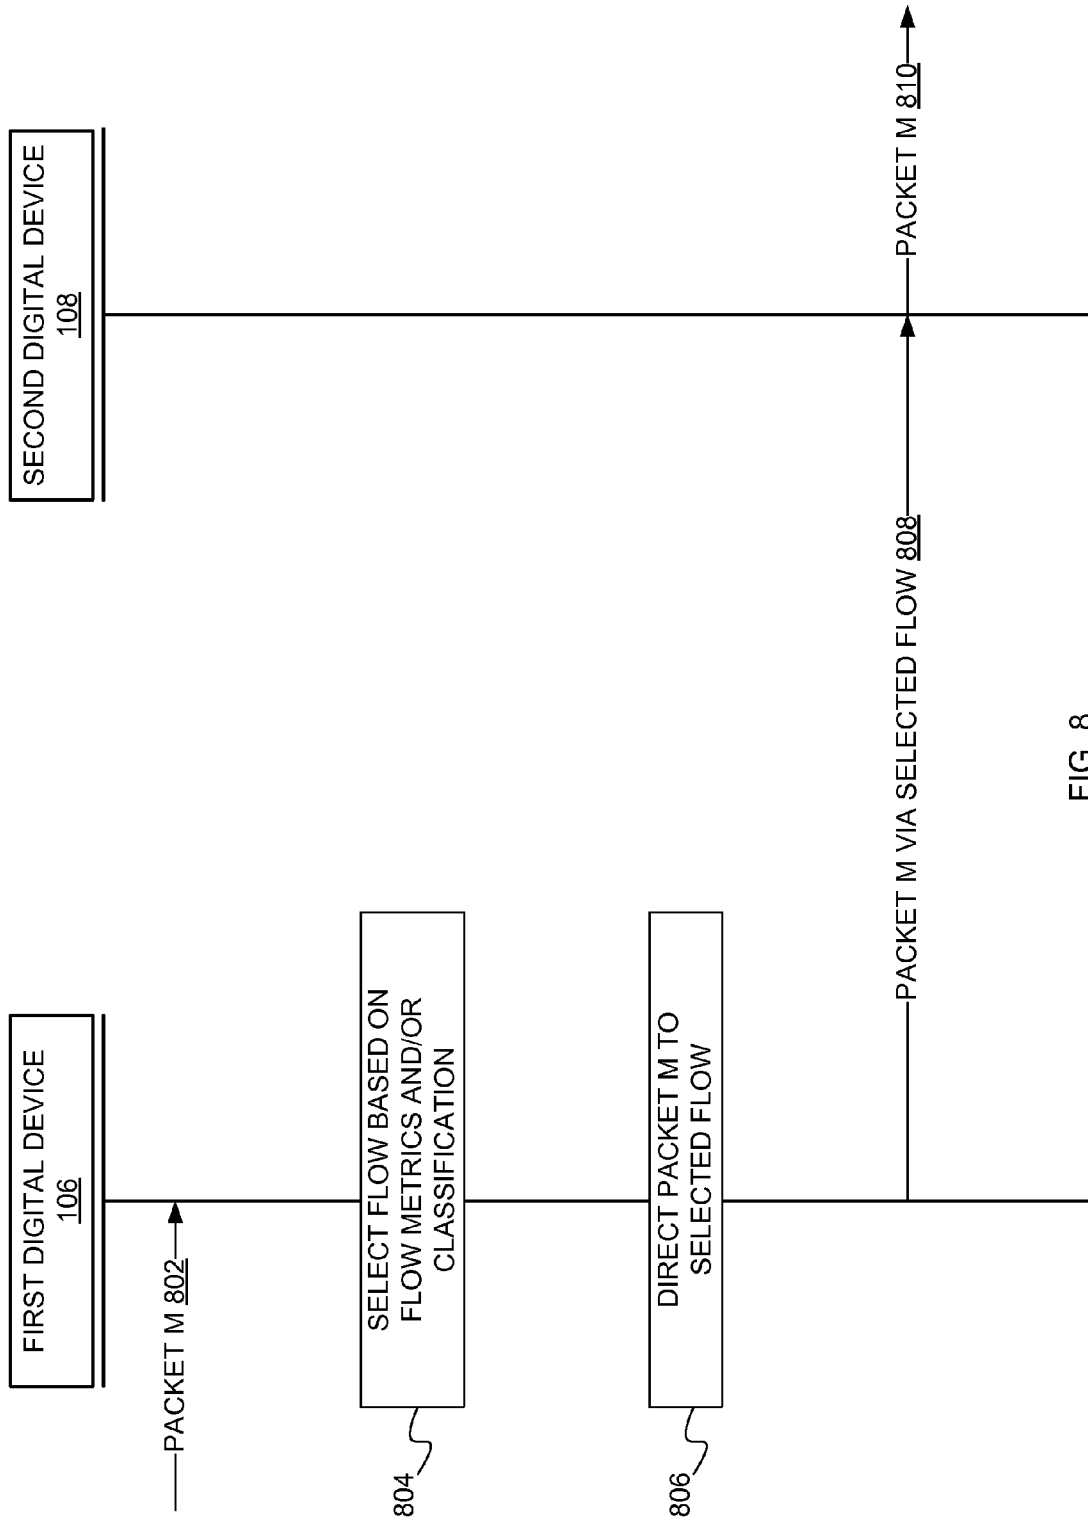 FIRST DIGITAL DEVICE
106
SECOND DIGITAL DEVICE
108
PACKET M 802
804
SELECT FLOW BASED ON
FLOW METRICS AND/OR
CLASSIFICATION
806
DIRECT PACKET M TO
SELECTED FLOW
PACKET M VIA SELECTED FLOW 808
PACKET M 810
FIG. 8